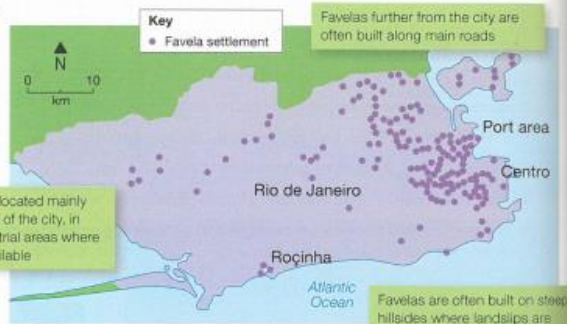 Key
Favela settlement
Favelas further from the city are
often built along main roads
N
0 10
km
Port area
Centro
located mainly
of the city, in
trial areas where
ilable
Rio de Janeiro
Roçinha
Atlantic
Ocean
Favelas are often built on steep
hillsides where landslips are